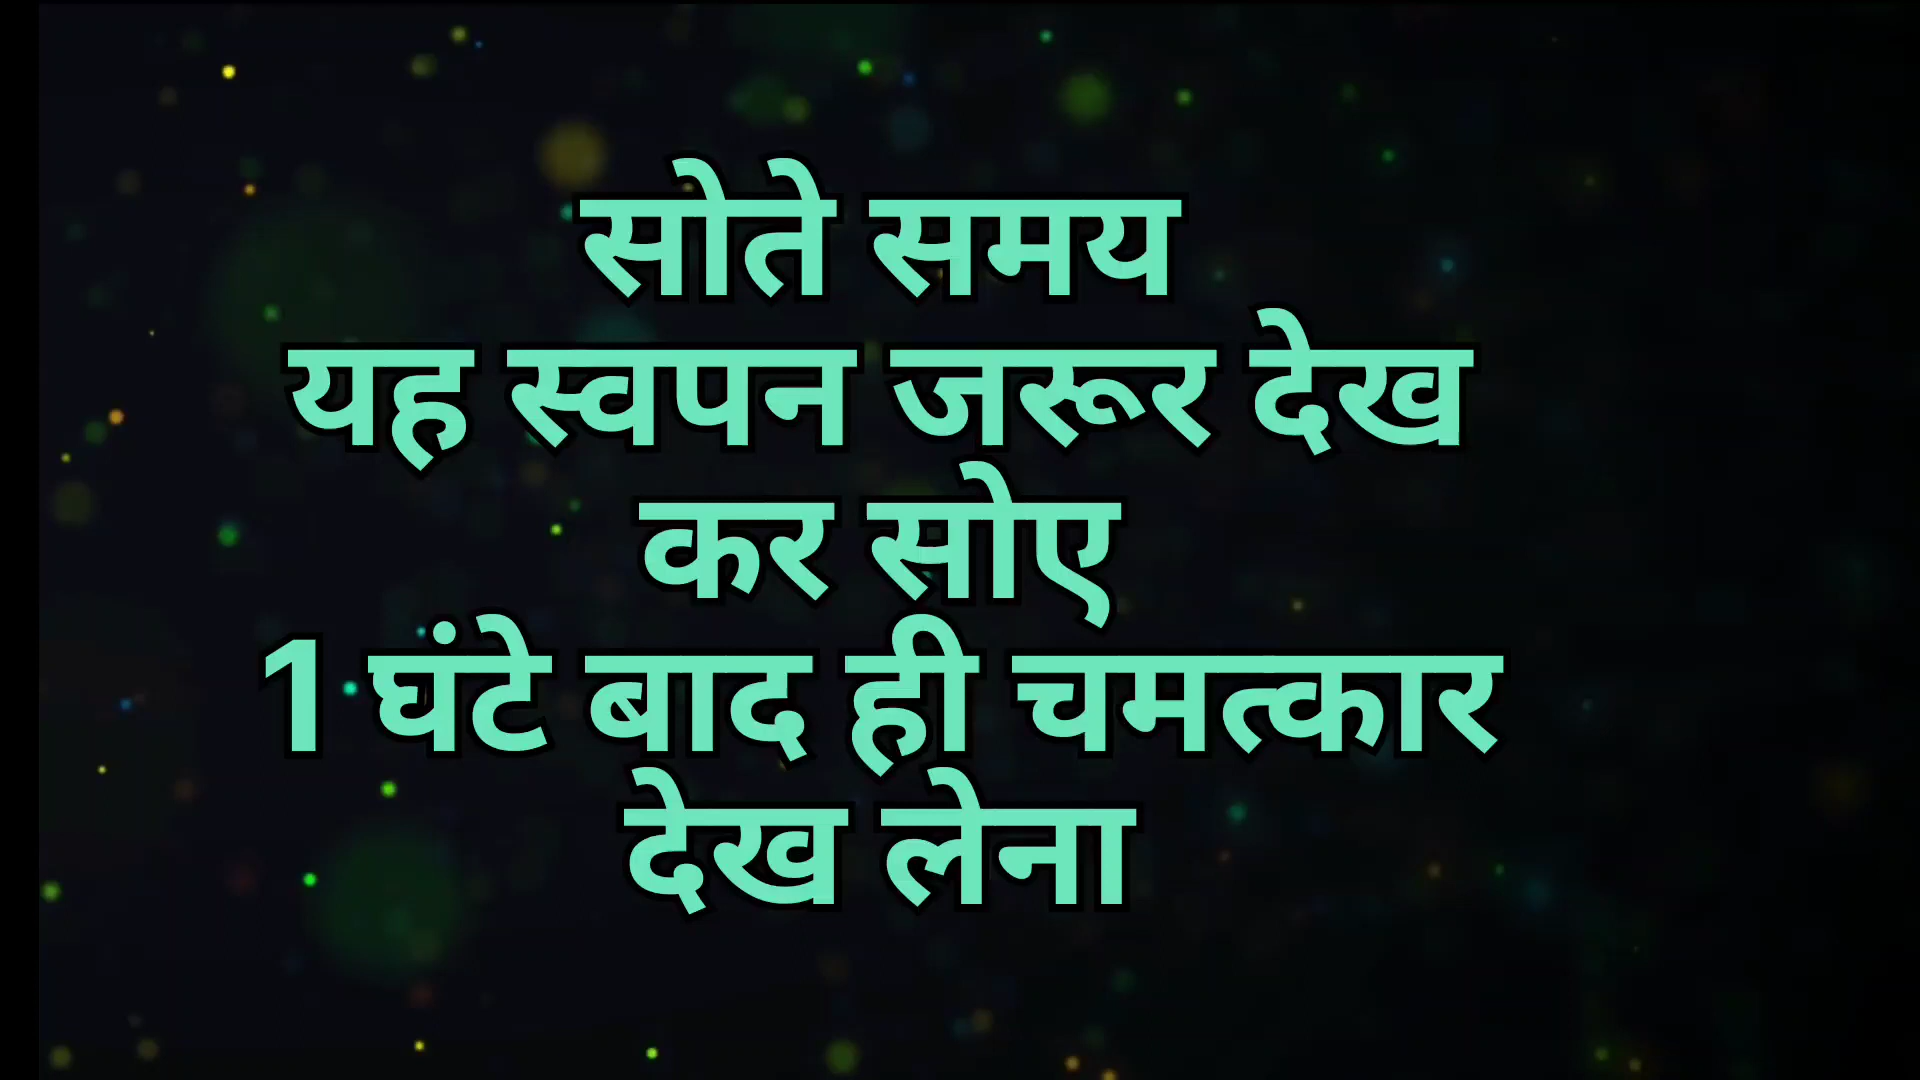 सोते समय
यह स्वपन जरूर देख
कर सोए
1 घंटे बाद ही चमत्कार
देख लेना